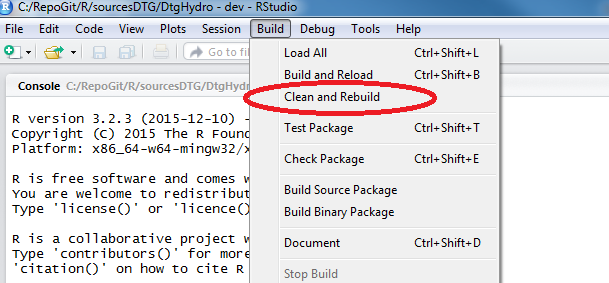 C:/RepoGit/R/sourcesDTG/DtgHydro - dev - RStudio
File Edit Code View Plots Session Build Debug Tools Help
Go to fi
Load All Ctrl+Shift+L
Build and Reload Ctrl+Shift+B
Clean and Rebuild
Test Package Ctrl+Shift+T
Check Package Ctrl+Shift+E
Build Source Package
Build Binary Package
Document Ctrl+Shift+D
Stop Build
Console C:/RepoGit/R/sourcesDTG/DtgHydro
R version 3.2.3 (2015-12-10) -
Copyright (C) 2015 The R Foun
Platform: x86_64-w64-mingw32/x
R is free software and comes w
You are welcome to redistribut
Type 'license()' or 'licence()
R is a collaborative project w
Type 'contributors()' for more
'citation()' on how to cite R